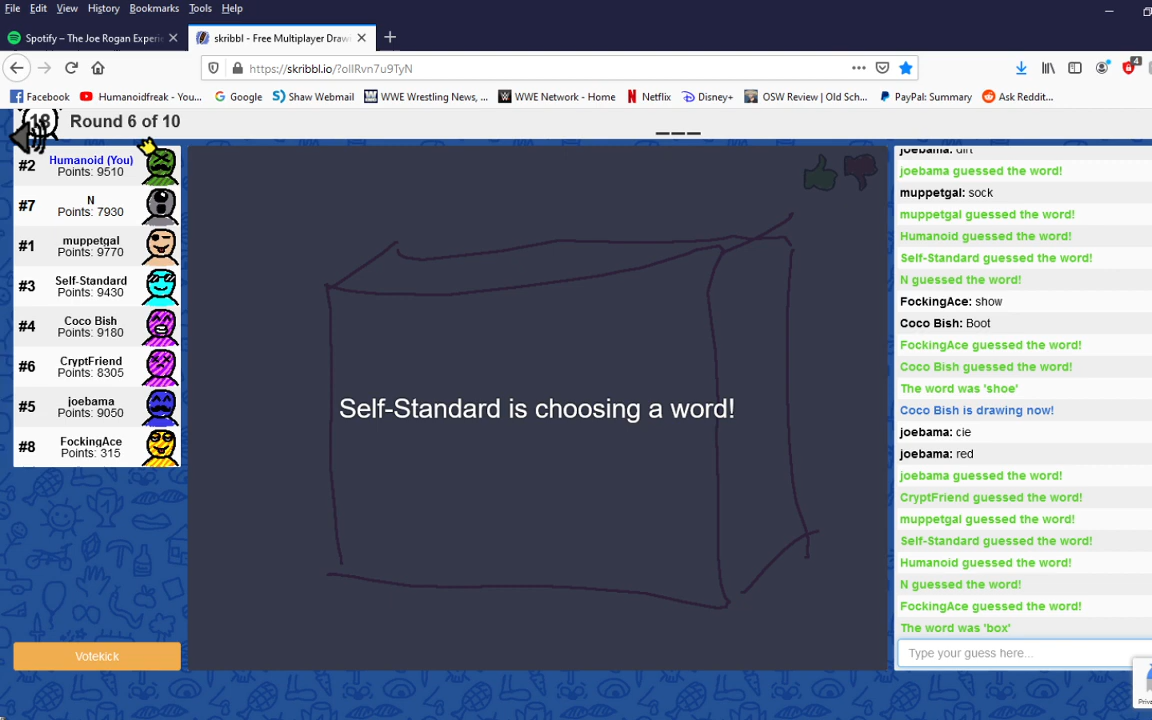 File Edit View History Bookmarks Tools Help
Spotify – The Joe Rogan Experi
skribbl - Free Multiplayer Draw
https://skribbl.io/?olIRvn7u9TyN
4
Facebook Humanoidfreak - You... Google Shaw Webmail WWE Wrestling News, ... WWE Network - Home Netflix Disney+ OSW Review | Old Sch... PayPal: Summary Ask Reddit...
18 Round 6 of 10
#2 Humanoid (You)
Points: 9510
#7 N
Points: 7930
#1 muppetgal
Points: 9770
#3 Self-Standard
Points: 9430
#4 Coco Bish
Points: 9180
#6 CryptFriend
Points: 8305
#5 joebama
Points: 9050
#8 FockingAce
Points: 315
Votekick
Self-Standard is choosing a word!
joebama: dirt
joebama guessed the word!
muppetgal: sock
muppetgal guessed the word!
Humanoid guessed the word!
Self-Standard guessed the word!
N guessed the word!
FockingAce: show
Coco Bish: Boot
FockingAce guessed the word!
Coco Bish guessed the word!
The word was 'shoe'
Coco Bish is drawing now!
joebama: cie
joebama: red
joebama guessed the word!
CryptFriend guessed the word!
muppetgal guessed the word!
Self-Standard guessed the word!
Humanoid guessed the word!
N guessed the word!
FockingAce guessed the word!
The word was 'box'
Type your guess here...